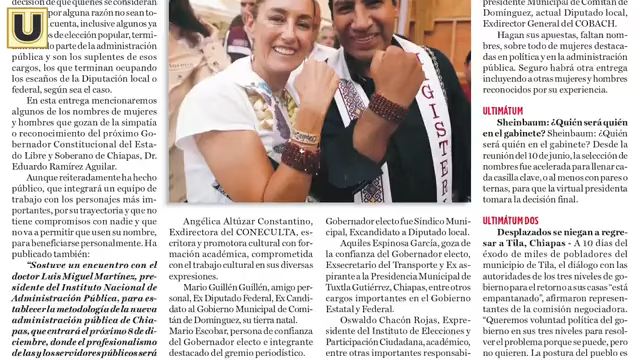 U
decisión de que quienes se consideran
por alguna razón no sean to-
cuenta, inclusive algunos ya
s de elección popular, termi-
o parte de la administración
pública y son los suplentes de esos
cargos, los que terminan ocupando
los escaños de la Diputación local o
federal, según sea el caso.
En esta entrega mencionaremos
algunos de los nombres de mujeres
y hombres que gozan de la simpatía
o reconocimiento del próximo Go-
bernador Constitucional del Esta-
do Libre y Soberano de Chiapas, Dr.
Eduardo Ramírez Aguilar.
Aunque reiteradamente ha hecho
público, que integrará un equipo de
trabajo con los personajes más im-
portantes, por su trayectoria y que no
tiene compromisos con nadie y que
no va a permitir que usen su nombre,
para beneficiarse personalmente. Ha
publicado también:
“Sostuve un encuentro con el
doctor Luis Miguel Martínez, pre-
sidente del Instituto Nacional de
Administración Pública, para es-
tablecer la metodología de la nueva
administración pública de Chia-
pas, que entrará el próximo 8 de di-
ciembre, donde el profesionalismo
de las y los servidores públicos será
GISTER
Angélica Altúzar Constantino,
Exdirectora del CONECULTA, es-
critora y promotora cultural con for-
mación académica, comprometida
con el trabajo cultural en sus diversas
expresiones.
Mario Guillén Guillén, amigo per-
sonal, Ex Diputado Federal, Ex Can-
didato al Gobierno Municipal de Comi-
tán de Domínguez, su tierra natal.
Mario Escobar, persona de confianza
del Gobernador electo e integrante
destacado del gremio periodístico.
Gobernador electo fue Síndico Muni-
cipal, Excandidato a Diputado local.
Aquiles Espinosa García, goza de
la confianza del Gobernador electo,
Exsecretario del Transporte y Ex as-
pirante a la Presidencia Municipal de
Tuxtla Gutiérrez, Chiapas, entre otros
cargos importantes en el Gobierno
Estatal y Federal.
Oswaldo Chacón Rojas, Expre-
sidente del Instituto de Elecciones y
Participación Ciudadana, académico,
entre otras importantes responsabi-
presidente Municipal de Comitán de
Domínguez, actual Diputado Local,
Exdirector General del COBACH.
Hagan sus apuestas, faltan nom-
bres, sobre todo de mujeres destaca-
das en política y en la administración
pública. Seguro habrá otra entrega
incluyendo a otras mujeres y hombres
reconocidos por su experiencia.
ULTIMÁTUM
Sheinbaum: ¿Quién será quién
en el gabinete? Sheinbaum: ¿Quién
será quién en el gabinete? Desde la
reunión del 10 de junio, la selección de
nombres fue acelerada para llenar ca-
da casilla clave, o al menos con pares o
ternas, para que la virtual presidenta
tomara la decisión final.
ULTIMÁTUM DOS
Desplazados se niegan a regre-
sar a Tila, Chiapas - A 10 días del
éxodo de miles de pobladores del
municipio de Tila, el diálogo con las
autoridades de los tres niveles de go-
bierno para el retorno a sus casas “está
empantanado”, afirmaron represen-
tantes de la comisión negociadora.
“Queremos voluntad política del go-
bierno en sus tres niveles para resol-
ver el problema porque se puede, pero
no quieren. La postura del pueblo es